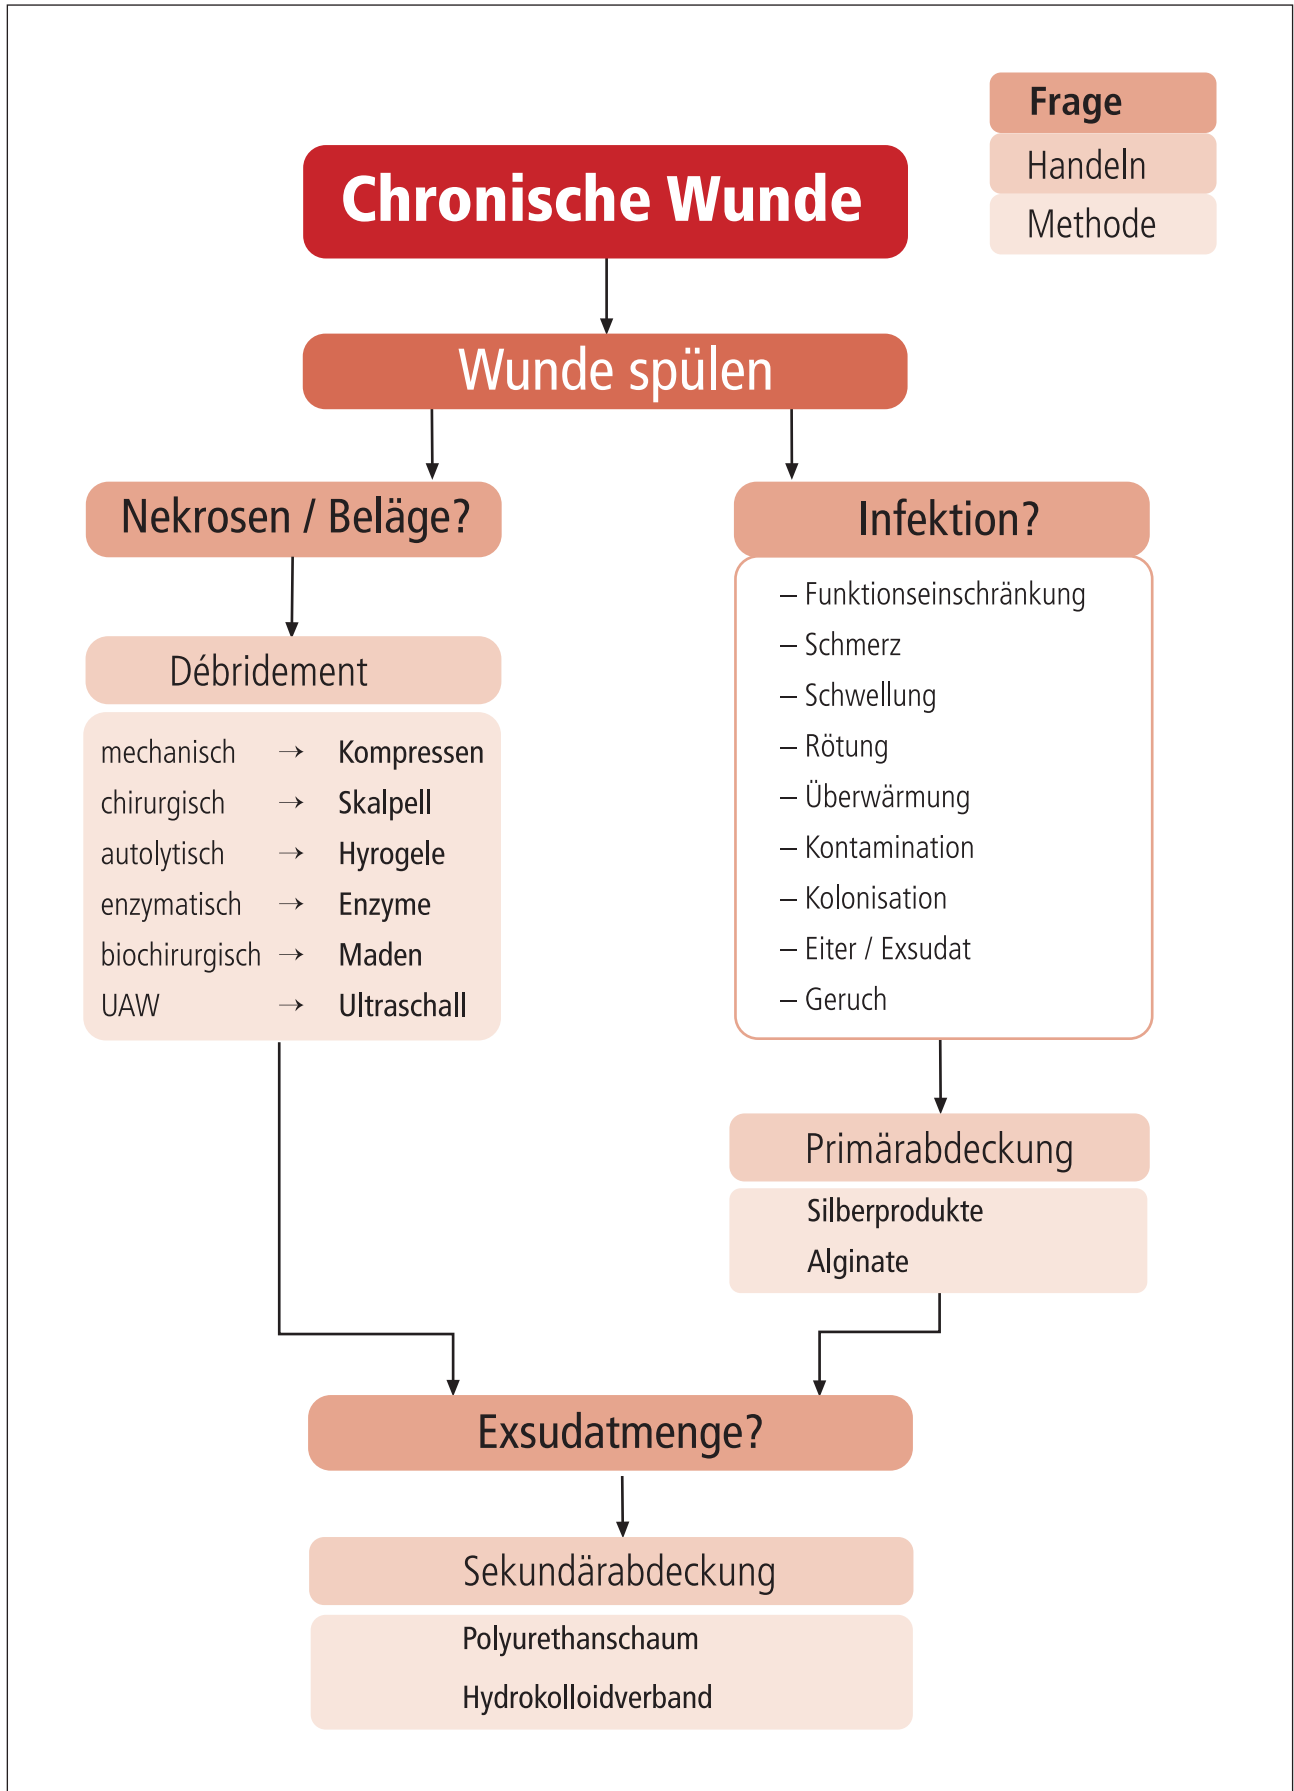 Frage
Handeln
Methode
Chronische Wunde
Wunde spülen
Nekrosen / Beläge?
Débridement
mechanisch → Kompressen
chirurgisch → Skalpell
autolytisch → Hyrogele
enzymatisch → Enzyme
biochirurgisch → Maden
UAW → Ultraschall
Infektion?
– Funktionseinschränkung
– Schmerz
– Schwellung
– Rötung
– Überwärmung
– Kontamination
– Kolonisation
– Eiter / Exsudat
– Geruch
Primärabdeckung
Silberprodukte
Alginate
Exsudatmenge?
Sekundärabdeckung
Polyurethanschaum
Hydrokolloidverband